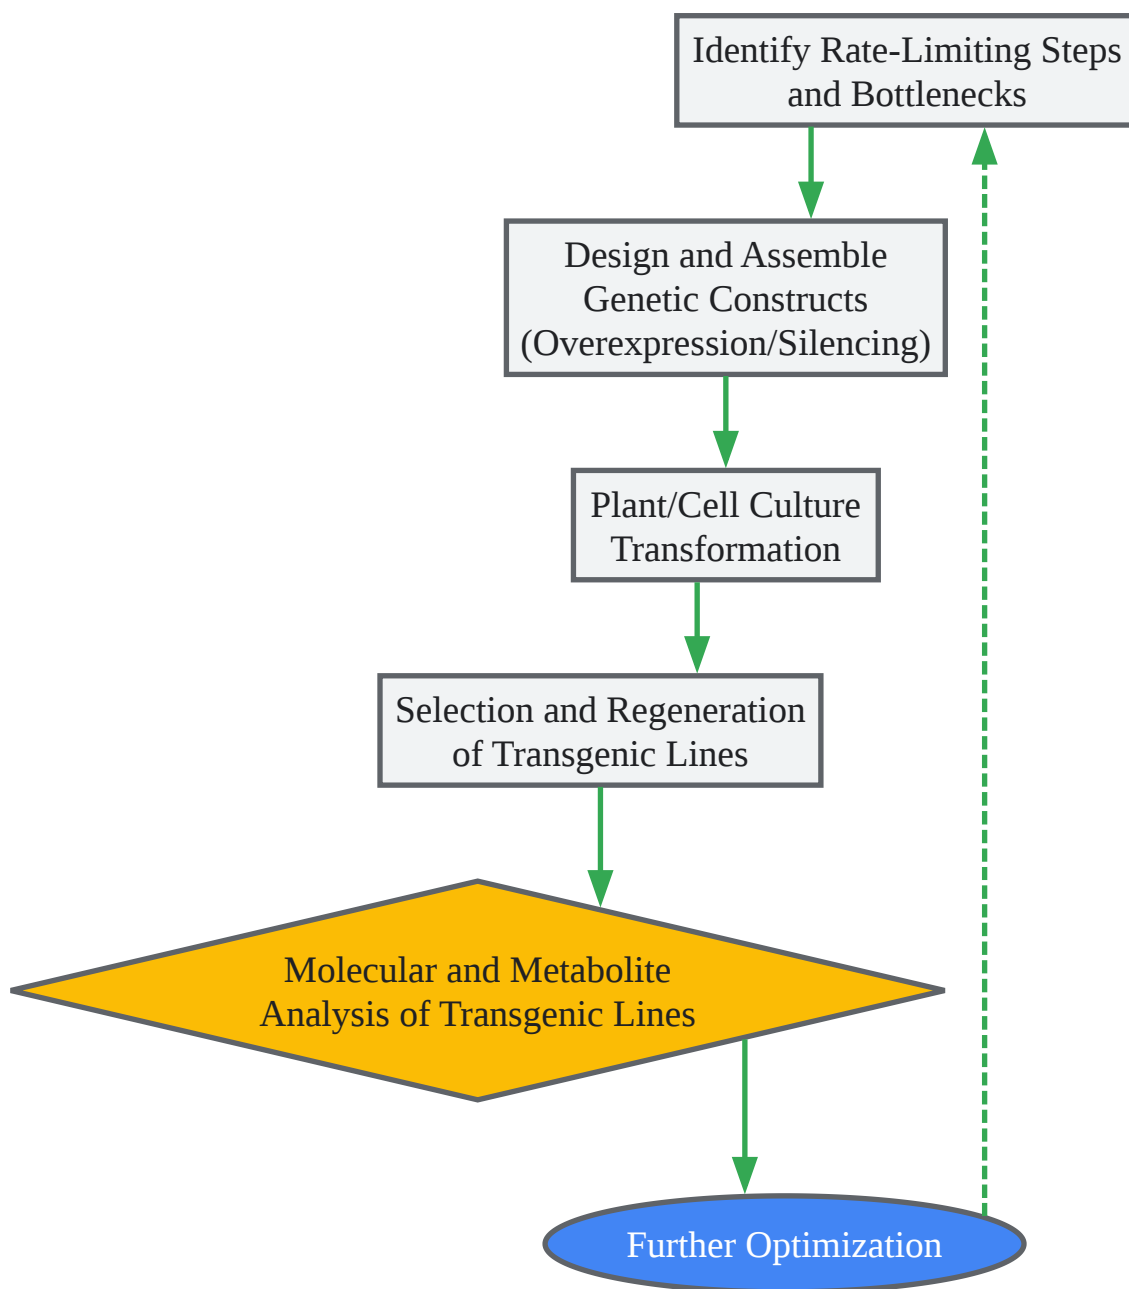 Identify Rate-Limiting Steps
and Bottlenecks
Design and Assemble
Genetic Constructs
(Overexpression/Silencing)
Plant/Cell Culture
Transformation
Selection and Regeneration
of Transgenic Lines
Molecular and Metabolite
Analysis of Transgenic Lines
Further Optimization